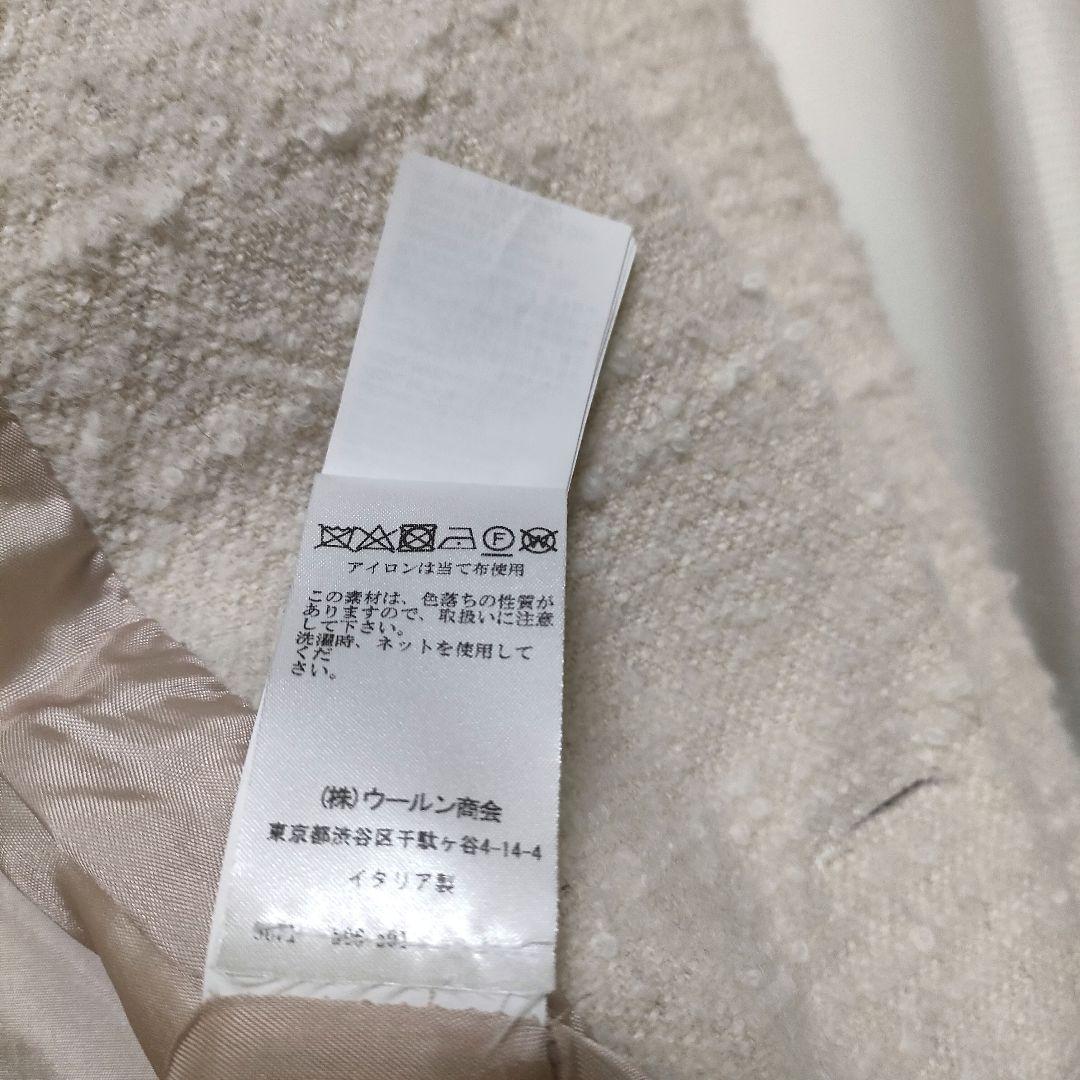 F W
アイロンは当て布使用
この素材は、色落ちの性質が
ありますので、取扱いに注意
して下さい。
洗濯時、ネットを使用して
くだ
さい。
(株)ウールン商会
東京都渋谷区千駄ヶ谷4-14-4
イタリア製